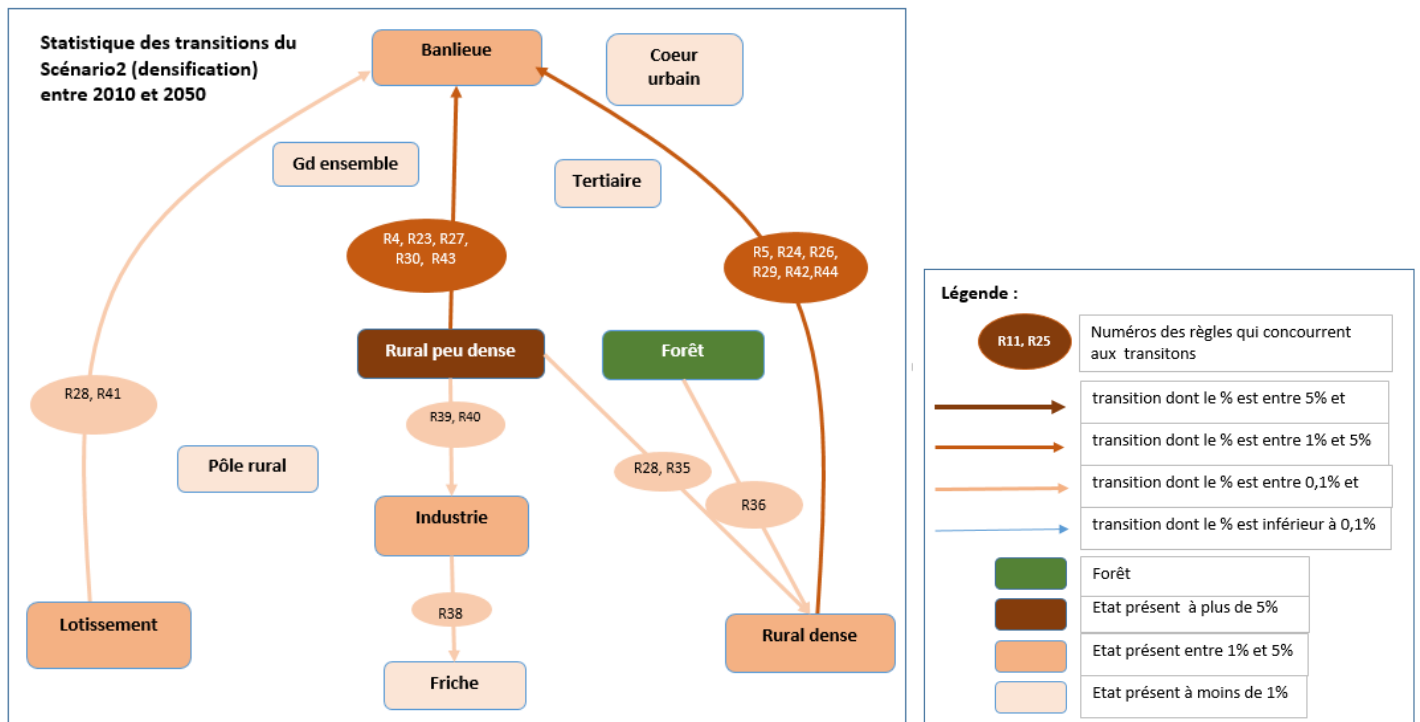 Statistique des transitions du
Scénario2 (densification)
entre 2010 et 2050
Banlieue
Coeur
urbain
Gd ensemble
Tertiaire
R4, R23, R27,
R30, R43
R5, R24, R26,
R29, R42,R44
Rural peu dense
Forêt
R28, R41
R39, R40
Pôle rural
R28, R35
R36
Industrie
R38
Lotissement
Rural dense
Friche
Légende :
R11, R25
Numéros des règles qui concourrent
aux transitons
transition dont le % est entre 5% et
transition dont le % est entre 1% et 5%
transition dont le % est entre 0,1% et
transition dont le % est inférieur à 0,1%
Forêt
Etat présent à plus de 5%
Etat présent entre 1% et 5%
Etat présent à moins de 1%